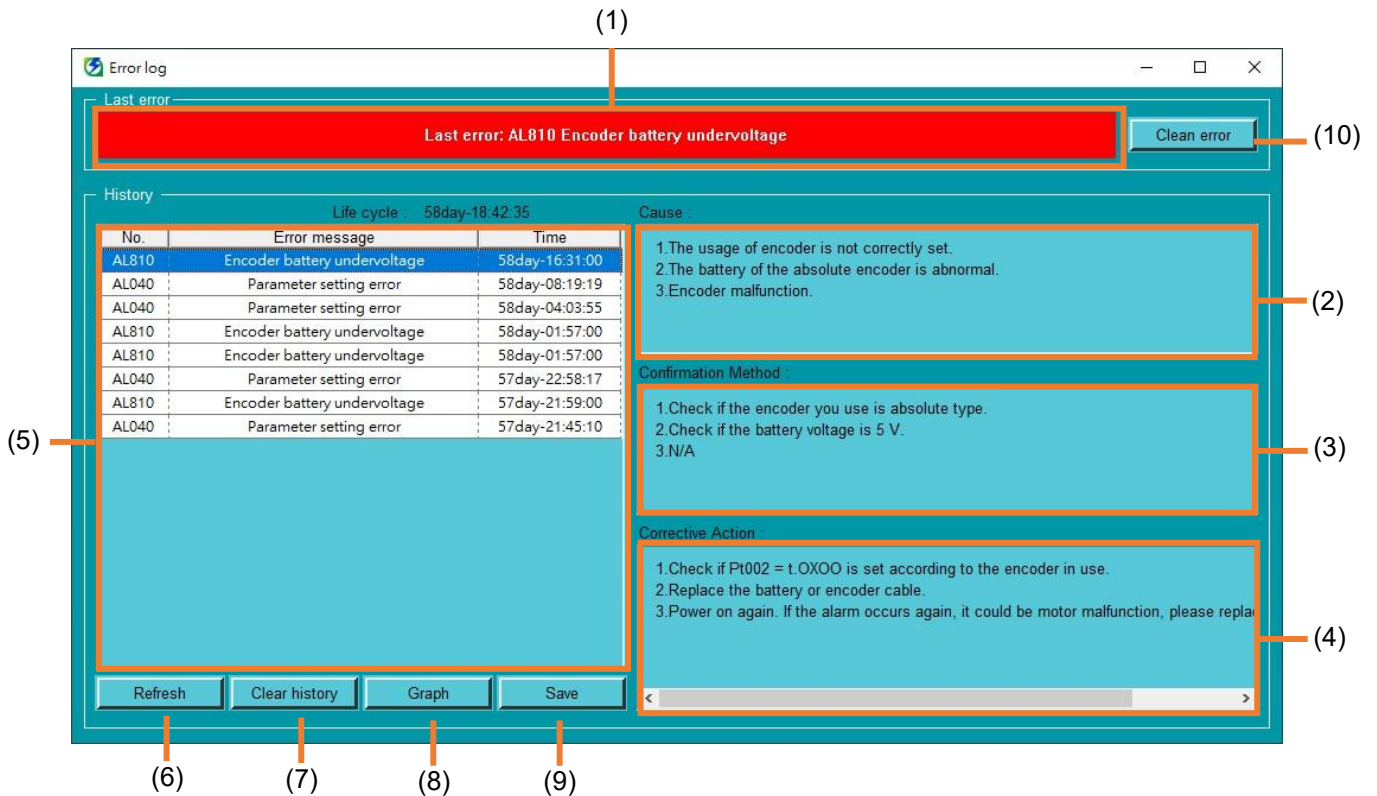 (1)
Error log
Last error
Last error: AL810 Encoder battery undervoltage
Clean error
(10)
History
Life cycle : 58day-18:42:35
No. Error message Time
AL810 Encoder battery undervoltage 58day-16:31:00
AL040 Parameter setting error 58day-08:19:19
AL040 Parameter setting error 58day-04:03:55
AL810 Encoder battery undervoltage 58day-01:57:00
AL810 Encoder battery undervoltage 58day-01:57:00
AL040 Parameter setting error 57day-22:58:17
AL810 Encoder battery undervoltage 57day-21:59:00
AL040 Parameter setting error 57day-21:45:10
(5)
Refresh Clear history Graph Save
Cause :
1.The usage of encoder is not correctly set.
2.The battery of the absolute encoder is abnormal.
3.Encoder malfunction.
(2)
Confirmation Method :
1.Check if the encoder you use is absolute type.
2.Check if the battery voltage is 5 V.
3.N/A
(3)
Corrective Action :
1.Check if Pt002 = t.OXOO is set according to the encoder in use.
2.Replace the battery or encoder cable.
3.Power on again. If the alarm occurs again, it could be motor malfunction, please repla
(4)
(6) (7) (8) (9)